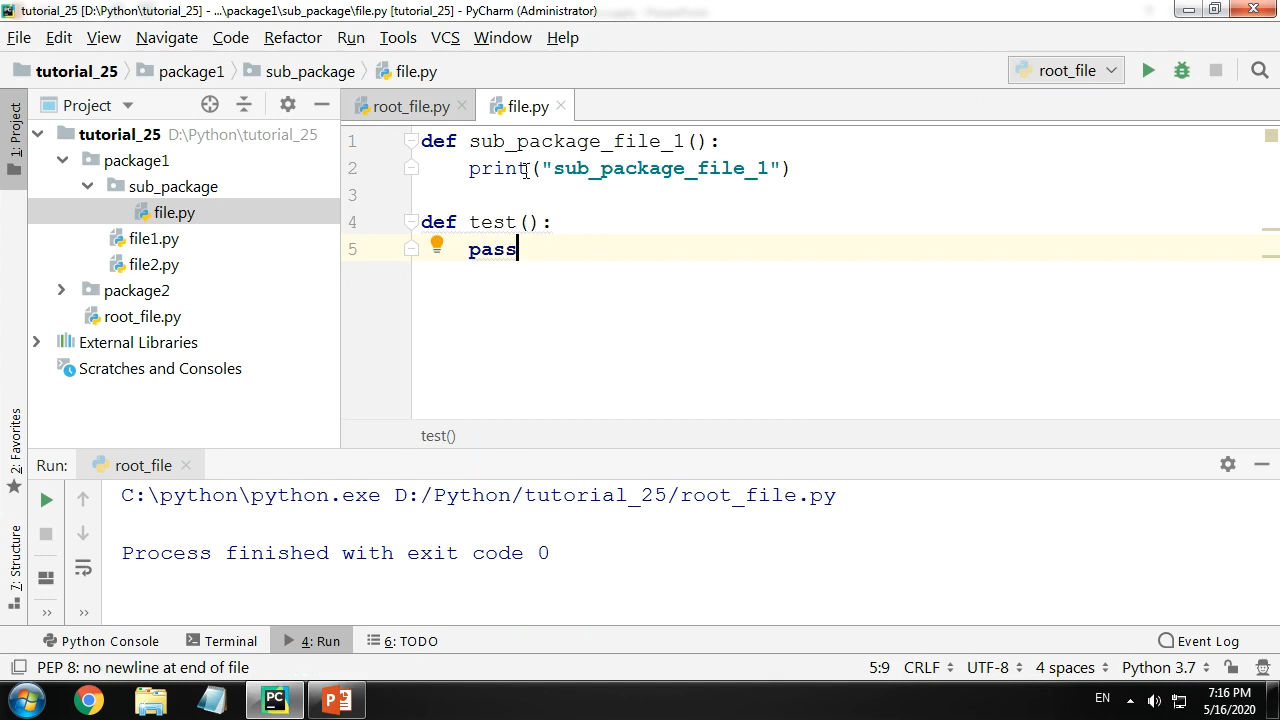 tutorial_25 [D:\Python\tutorial_25] - ...\package1\sub_package\file.py [tutorial_25] - PyCharm (Administrator)
File Edit View Navigate Code Refactor Run Tools VCS Window Help
tutorial_25 package1 sub_package file.py root_file
1: Project
Project
root_file.py file.py
tutorial_25 D:\Python\tutorial_25
package1
sub_package
file.py
file1.py
file2.py
package2
root_file.py
External Libraries
Scratches and Consoles
1 def sub_package_file_1():
2 print("sub_package_file_1")
3
4 def test():
5 pass
test()
2: Favorites
7: Structure
Run: root_file
C:\python\python.exe D:/Python/tutorial_25/root_file.py
Process finished with exit code 0
Python Console Terminal 4: Run 6: TODO Event Log
PEP 8: no newline at end of file 5:9 CRLF UTF-8 4 spaces Python 3.7
EN 7:16 PM
5/16/2020